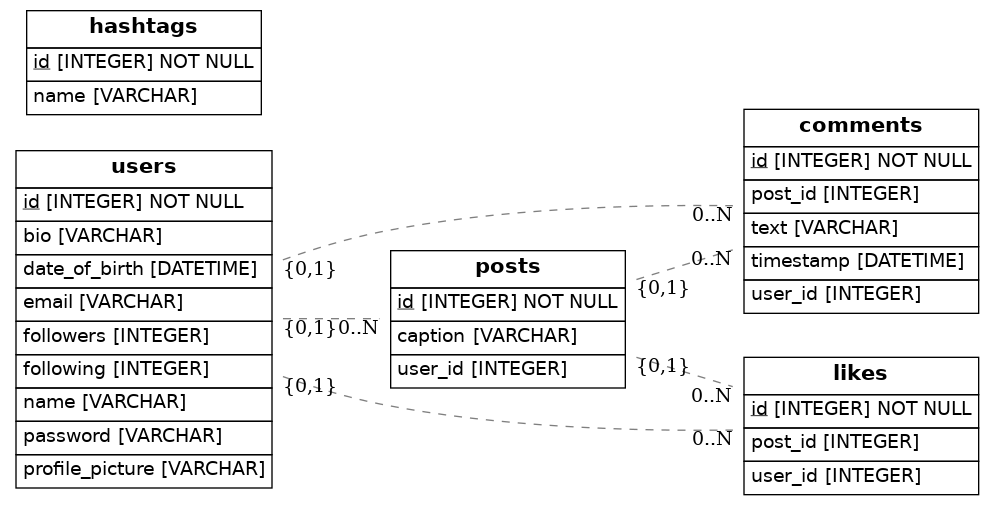 hashtags
id [INTEGER] NOT NULL
name [VARCHAR]
users
id [INTEGER] NOT NULL
bio [VARCHAR]
date_of_birth [DATETIME]
email [VARCHAR]
followers [INTEGER]
following [INTEGER]
name [VARCHAR]
password [VARCHAR]
profile_picture [VARCHAR]
{0,1}
{0,1}
0..N
{0,1}
posts
id [INTEGER] NOT NULL
caption [VARCHAR]
user_id [INTEGER]
{0,1}
{0,1}
0..N
0..N
0..N
0..N
comments
id [INTEGER] NOT NULL
post_id [INTEGER]
text [VARCHAR]
timestamp [DATETIME]
user_id [INTEGER]
likes
id [INTEGER] NOT NULL
post_id [INTEGER]
user_id [INTEGER]